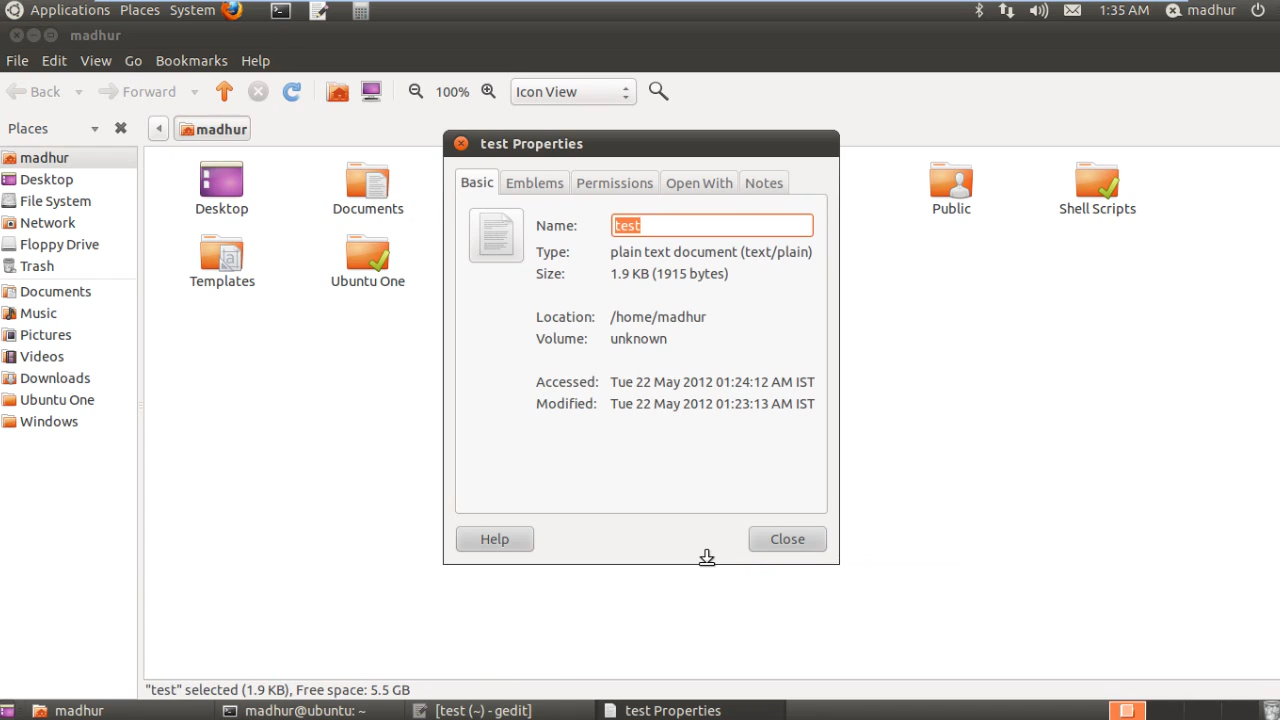 Applications Places System 1:35 AM madhur
madhur
File Edit View Go Bookmarks Help
Back Forward 100% Icon View
Places madhur
madhur
Desktop
File System
Network
Floppy Drive
Trash
Documents
Music
Pictures
Videos
Downloads
Ubuntu One
Windows
Desktop Documents Public Shell Scripts
Templates Ubuntu One
test Properties
Basic Emblems Permissions Open With Notes
Name: test
Type: plain text document (text/plain)
Size: 1.9 KB (1915 bytes)
Location: /home/madhur
Volume: unknown
Accessed: Tue 22 May 2012 01:24:12 AM IST
Modified: Tue 22 May 2012 01:23:13 AM IST
Help Close
"test" selected (1.9 KB), Free space: 5.5 GB
madhur madhur@ubuntu: ~ [test (~) - gedit] test Properties